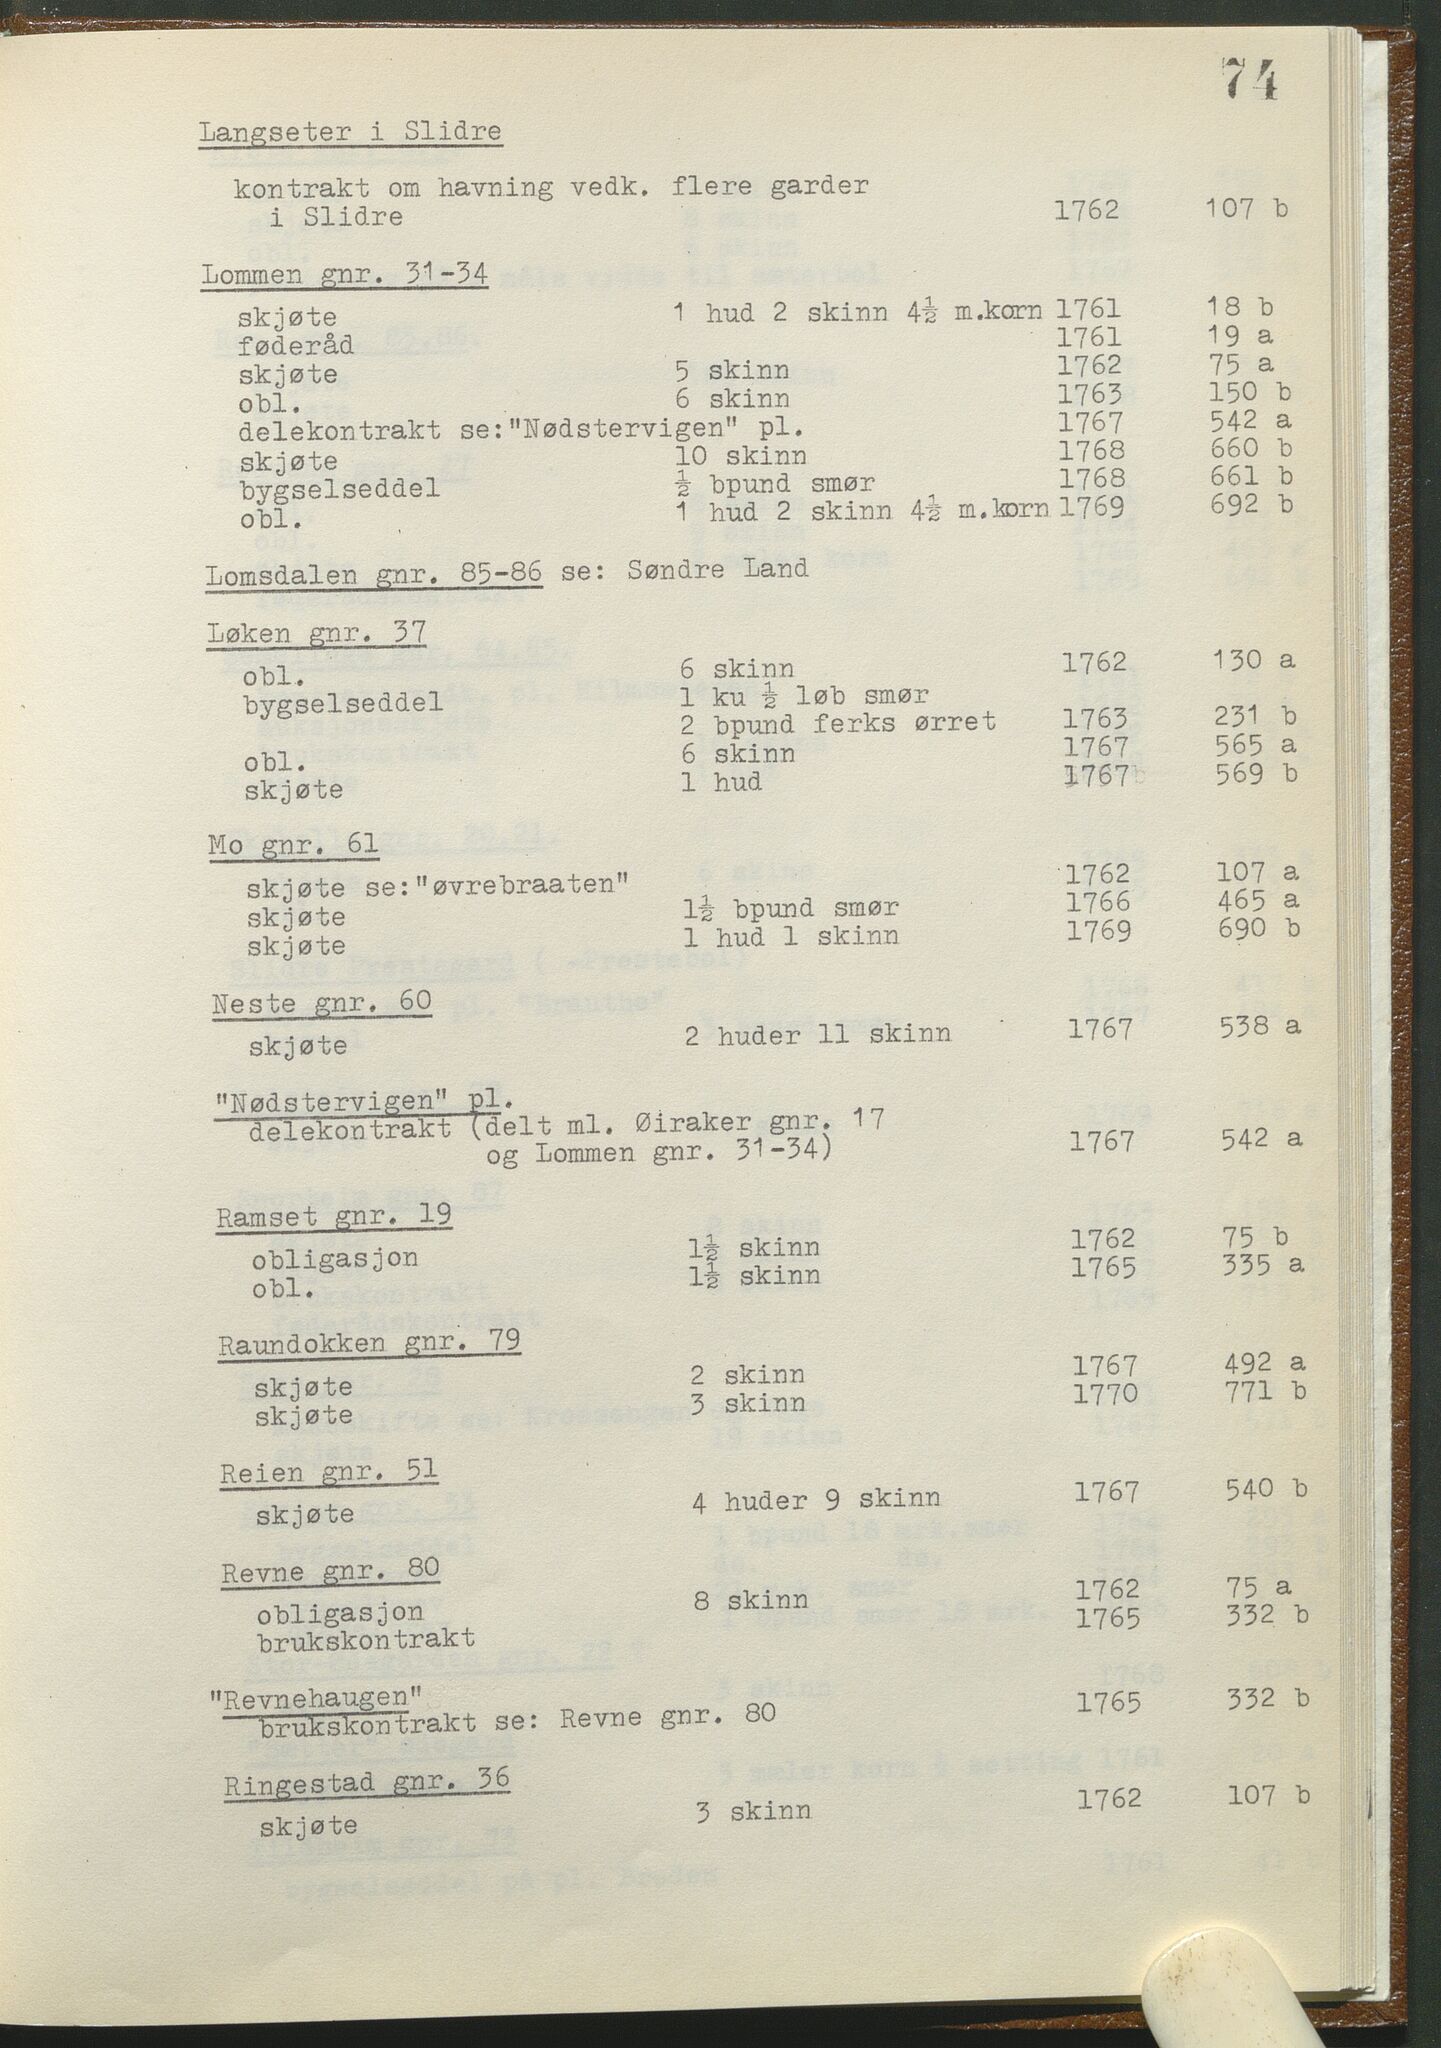 74
Langseter i Slidre
kontrakt om havning vedk. flere garder
i Slidre 1762 107 b
Lommen gnr. 31-34
skjøte 1 hud 2 skinn 4½ m.korn 1761 18 b
føderåd 1761 19 a
skjøte 5 skinn 1762 75 a
obl. 6 skinn 1763 150 b
delekontrakt se:"Nødstervigen" pl. 1767 542 a
skjøte 10 skinn 1768 660 b
bygselseddel ½ bpund smør 1768 661 b
obl. 1 hud 2 skinn 4½ m.korn 1769 692 b
Lomsdalen gnr. 85-86 se: Søndre Land
Løken gnr. 37
obl. 6 skinn 1762 130 a
bygselseddel 1 ku ½ løb smør
2 bpund ferks ørret 1763 231 b
obl. 6 skinn 1767 565 a
skjøte 1 hud 1767 569 b
Mo gnr. 61
skjøte se:"øvrebraaten" 1762 107 a
skjøte 1½ bpund smør 1766 465 a
skjøte 1 hud 1 skinn 1769 690 b
Neste gnr. 60
skjøte 2 huder 11 skinn 1767 538 a
"Nødstervigen" pl.
delekontrakt (delt ml. Øiraker gnr. 17
og Lommen gnr. 31-34) 1767 542 a
Ramset gnr. 19
obligasjon 1½ skinn 1762 75 b
obl. 1½ skinn 1765 335 a
Raundokken gnr. 79
skjøte 2 skinn 1767 492 a
skjøte 3 skinn 1770 771 b
Reien gnr. 51
skjøte 4 huder 9 skinn 1767 540 b
Revne gnr. 80
obligasjon 8 skinn 1762 75 a
brukskontrakt 1765 332 b
"Revnehaugen"
brukskontrakt se: Revne gnr. 80 1765 332 b
Ringestad gnr. 36
skjøte 3 skinn 1762 107 b